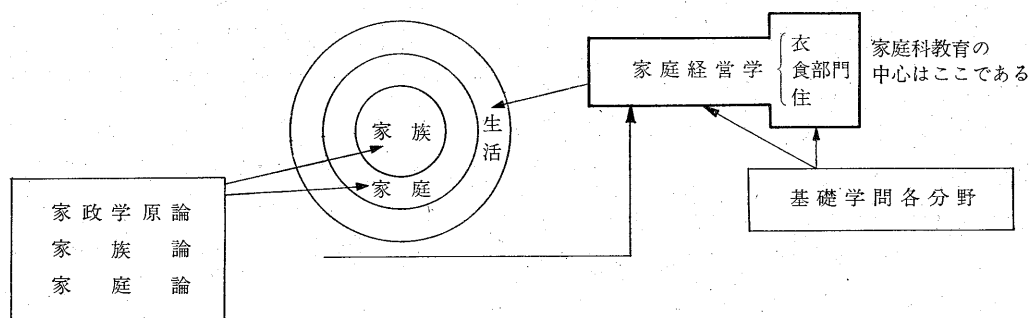 家政学原論
家族論
家庭論
家族
家庭
生活
家庭経営学
衣
食部門
住
家庭科教育の
中心はここである
基礎学問各分野